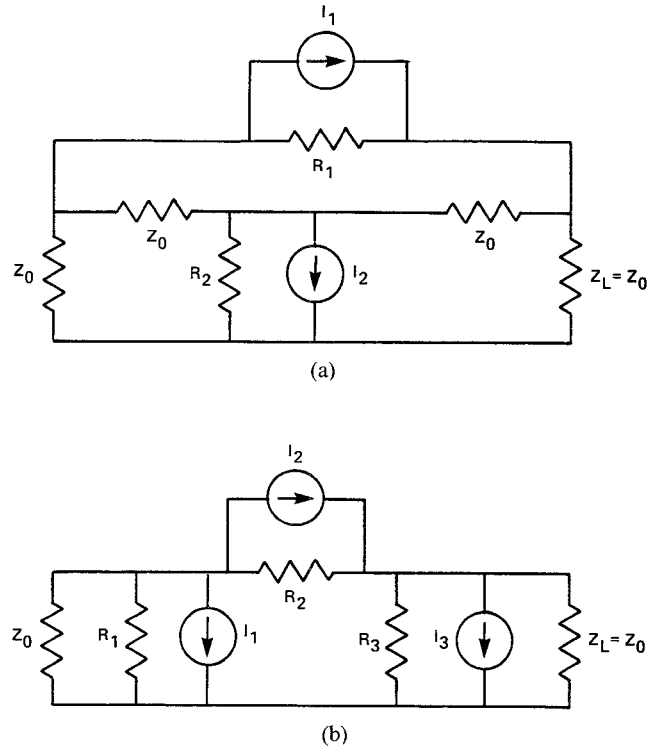 I1
R1
Z0
Z0
Z0
R2
I2
ZL = Z0
(a)
I2
R2
Z0
R1
I1
R3
I3
ZL = Z0
(b)